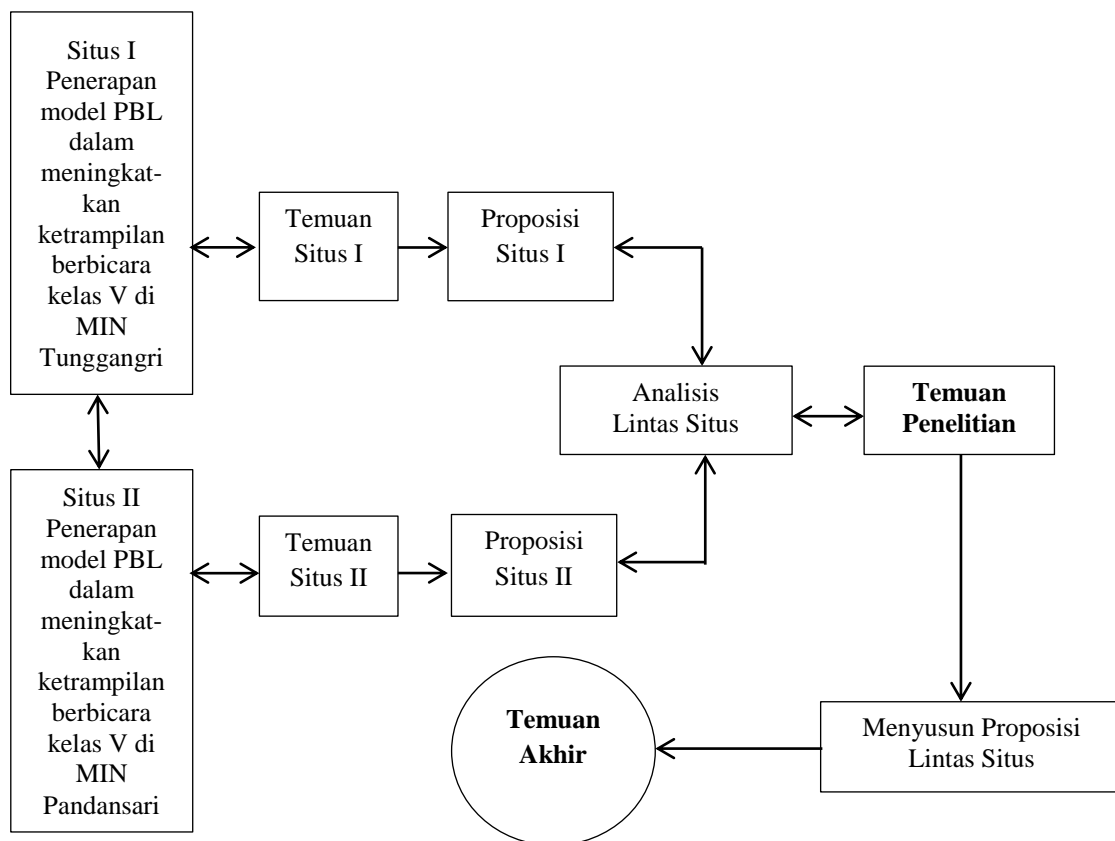 Situs I
Penerapan
model PBL
dalam
meningkat-
kan
ketrampilan
berbicara
kelas V di
MIN
Tunggangri
Temuan
Situs I
Proposisi
Situs I
Analisis
Lintas Situs
Temuan
Penelitian
Situs II
Penerapan
model PBL
dalam
meningkat-
kan
ketrampilan
berbicara
kelas V di
MIN
Pandansari
Temuan
Situs II
Proposisi
Situs II
Menyusun Proposisi
Lintas Situs
Temuan
Akhir